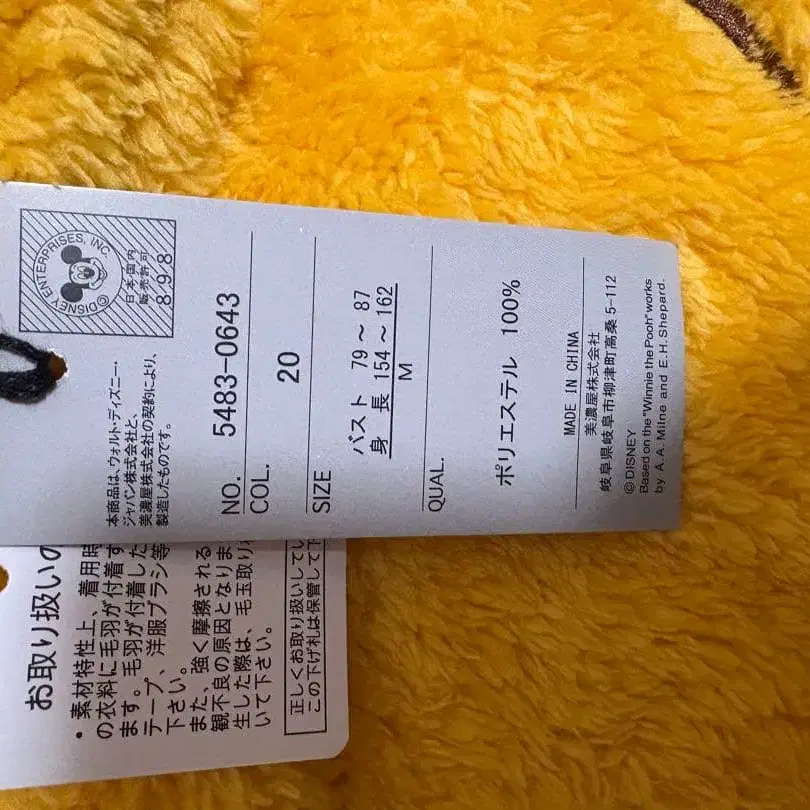 ©DISNEY ENTERPRISES, INC.
日本国内
販売許可
898
本商品は、ウォルト・ディズニー・
ジャパン株式会社と、
美濃屋株式会社の契約により、
製造したものです。
NO. 5483-0643
COL. 20
SIZE
バスト 79～87
身長 154～162
M
QUAL.
ポリエステル 100%
MADE IN CHINA
美濃屋株式会社
岐阜県岐阜市柳津町高桑 5-112
©DISNEY
Based on the "Winnie the Pooh" works
by A.A. Milne and E.H. Shepard.
お取り扱いの
・素材特性上、着用時
の衣料に毛羽が付着す
ます。毛羽が付着した
テープ、洋服ブラシ等
下さい。
また、強く摩擦される
観不良の原因となりま
生した際は、毛玉取り
いて下さい。
正しくお取り扱いしてい
この下げ札は保管して下